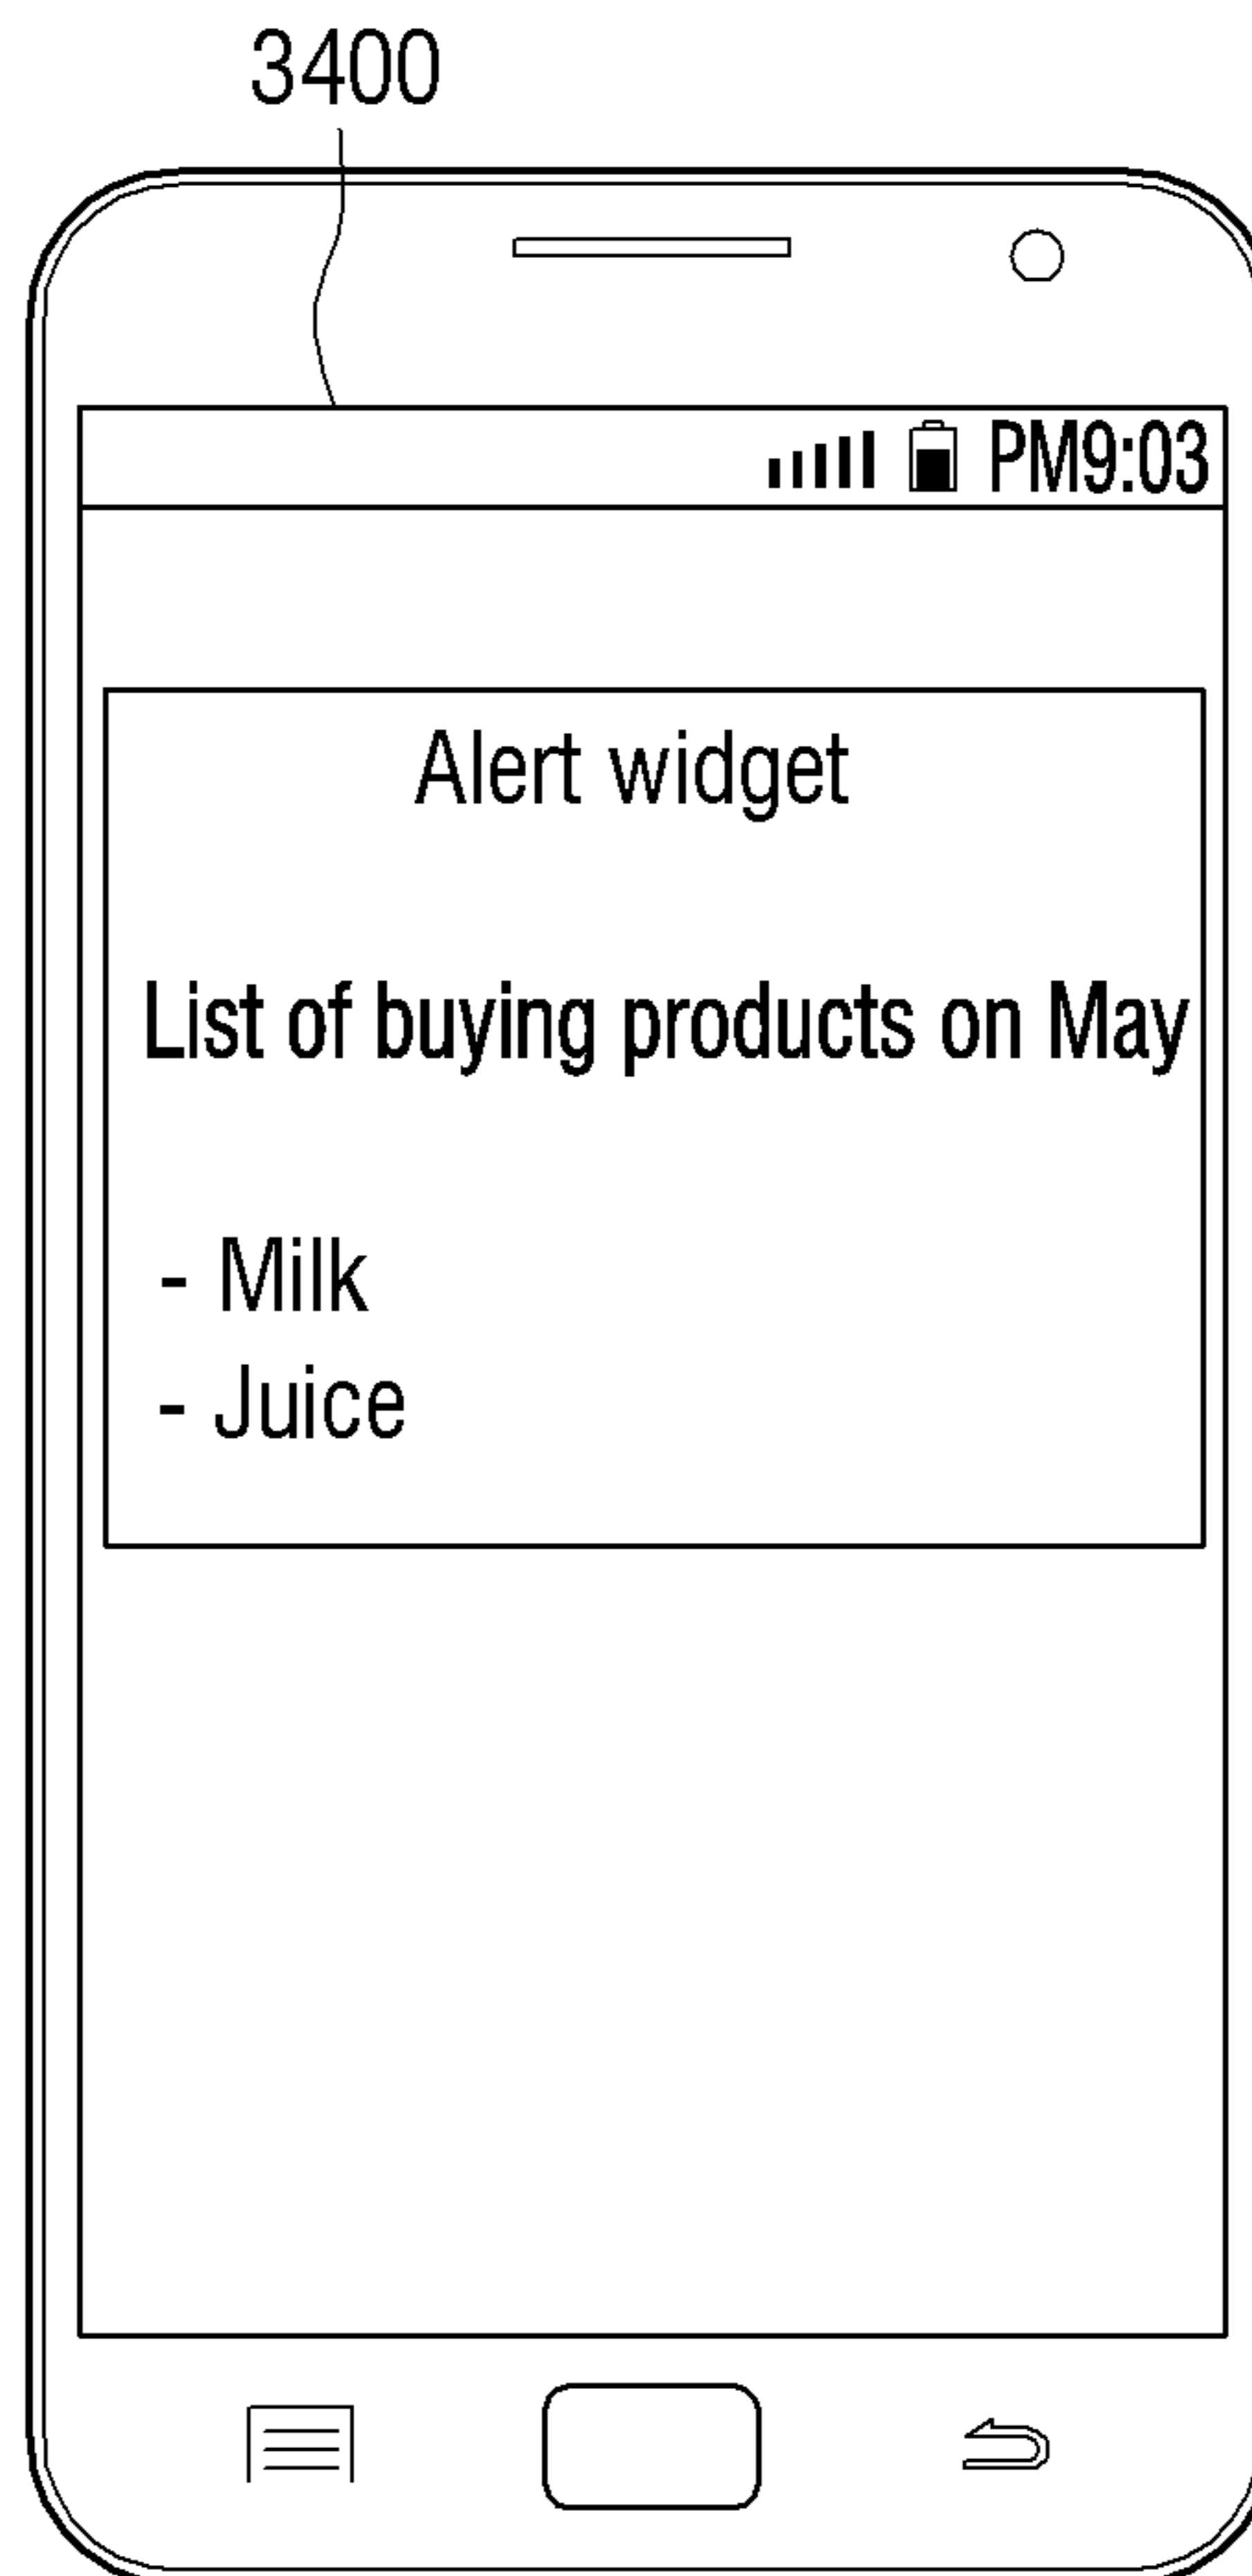 3400
PM9:03
Alert widget
List of buying products on May
- Milk
- Juice